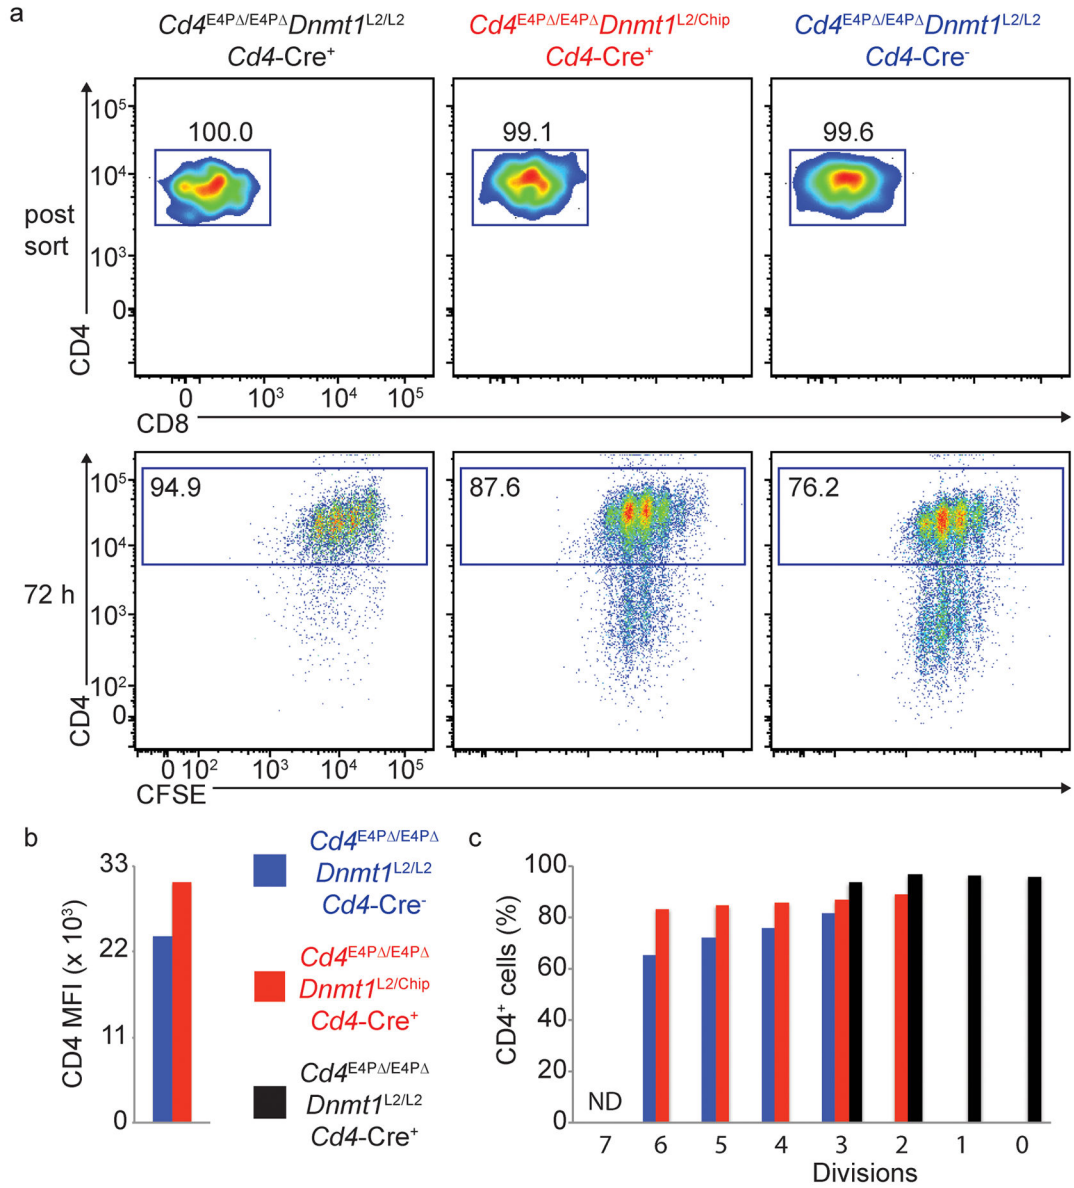 a
Cd4E4PΔ/E4PΔDnmt1L2/L2
Cd4-Cre+
Cd4E4PΔ/E4PΔDnmt1L2/Chip
Cd4-Cre+
Cd4E4PΔ/E4PΔDnmt1L2/L2
Cd4-Cre-
post
sort
CD4
105
104
103
0
100.0
99.1
99.6
0 103 104 105
CD8
72 h
CD4
105
104
103
102
0
94.9
87.6
76.2
0 102 103 104 105
CFSE
b
CD4 MFI (x 103)
33
22
11
0
Cd4E4PΔ/E4PΔ
Dnmt1L2/L2
Cd4-Cre-
Cd4E4PΔ/E4PΔ
Dnmt1L2/Chip
Cd4-Cre+
Cd4E4PΔ/E4PΔ
Dnmt1L2/L2
Cd4-Cre+
c
CD4+ cells (%)
100
80
60
40
20
0
ND
7 6 5 4 3 2 1 0
Divisions